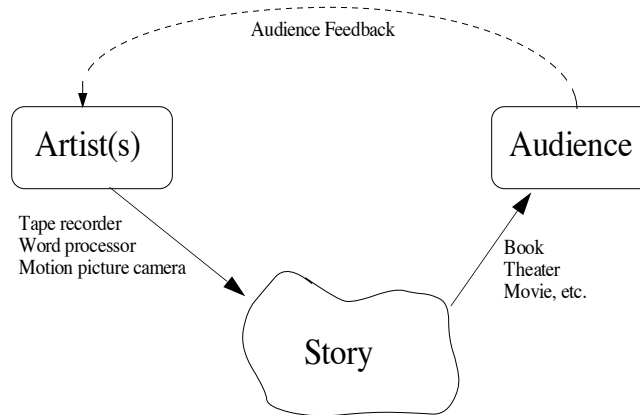 Audience Feedback
Artist(s)
Audience
Tape recorder
Word processor
Motion picture camera
Book
Theater
Movie, etc.
Story